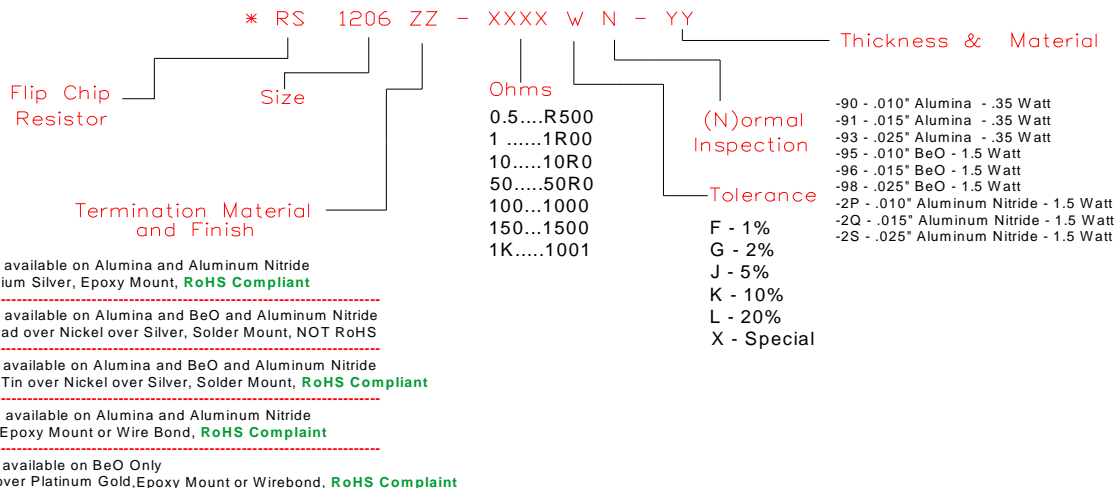 * RS 1206 ZZ - XXXX W N - YY
Thickness & Material
Flip Chip
Resistor
Size
Ohms
0.5....R500
1 ......1R00
10.....10R0
50.....50R0
100...1000
150...1500
1K.....1001
(N)ormal
Inspection
-90 - .010" Alumina - .35 Watt
-91 - .015" Alumina - .35 Watt
-93 - .025" Alumina - .35 Watt
-95 - .010" BeO - 1.5 Watt
-96 - .015" BeO - 1.5 Watt
-98 - .025" BeO - 1.5 Watt
-2P - .010" Aluminum Nitride - 1.5 Watt
-2Q - .015" Aluminum Nitride - 1.5 Watt
-2S - .025" Aluminum Nitride - 1.5 Watt
Tolerance
F - 1%
G - 2%
J - 5%
K - 10%
L - 20%
X - Special
Termination Material
and Finish
available on Alumina and Aluminum Nitride
ium Silver, Epoxy Mount, RoHS Compliant
available on Alumina and BeO and Aluminum Nitride
ad over Nickel over Silver, Solder Mount, NOT RoHS
available on Alumina and BeO and Aluminum Nitride
Tin over Nickel over Silver, Solder Mount, RoHS Compliant
available on Alumina and Aluminum Nitride
Epoxy Mount or Wire Bond, RoHS Complaint
available on BeO Only
over Platinum Gold,Epoxy Mount or Wirebond, RoHS Complaint